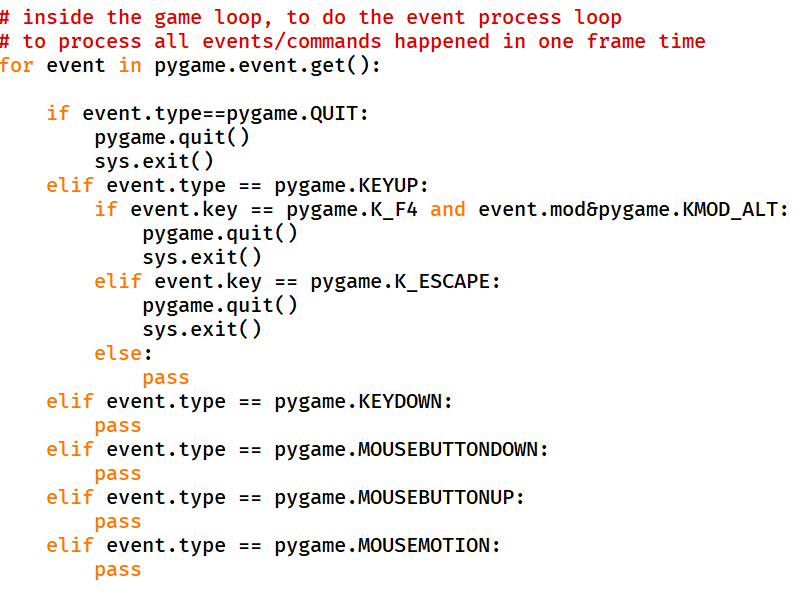 # inside the game loop, to do the event process loop
# to process all events/commands happened in one frame time
for event in pygame.event.get():

    if event.type==pygame.QUIT:
        pygame.quit()
        sys.exit()
    elif event.type == pygame.KEYUP:
        if event.key == pygame.K_F4 and event.mod&pygame.KMOD_ALT:
            pygame.quit()
            sys.exit()
        elif event.key == pygame.K_ESCAPE:
            pygame.quit()
            sys.exit()
        else:
            pass
    elif event.type == pygame.KEYDOWN:
        pass
    elif event.type == pygame.MOUSEBUTTONDOWN:
        pass
    elif event.type == pygame.MOUSEBUTTONUP:
        pass
    elif event.type == pygame.MOUSEMOTION:
        pass